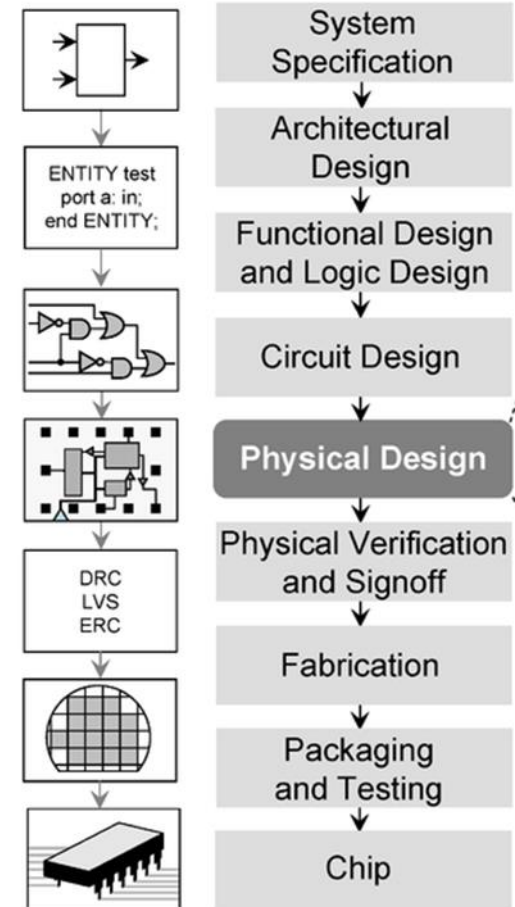 System
Specification
Architectural
Design
ENTITY test
port a: in;
end ENTITY;
Functional Design
and Logic Design
Circuit Design
Physical Design
Physical Verification
and Signoff
DRC
LVS
ERC
Fabrication
Packaging
and Testing
Chip